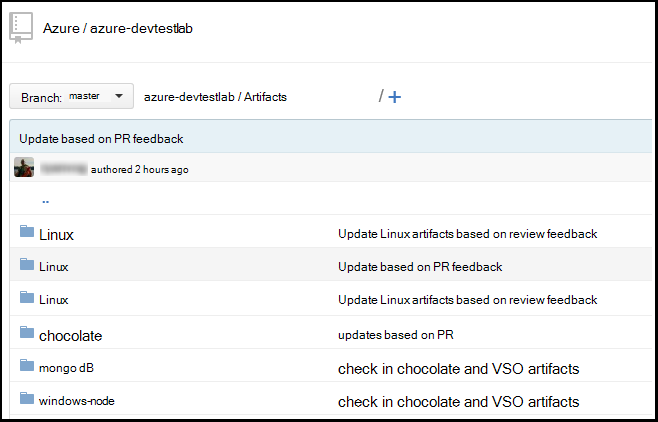 Azure / azure-devtestlab
Branch: master azure-devtestlab / Artifacts / +
Update based on PR feedback
authored 2 hours ago
..
Linux Update Linux artifacts based on review feedback
Linux Update based on PR feedback
Linux Update Linux artifacts based on review feedback
chocolate updates based on PR
mongo dB check in chocolate and VSO artifacts
windows-node check in chocolate and VSO artifacts